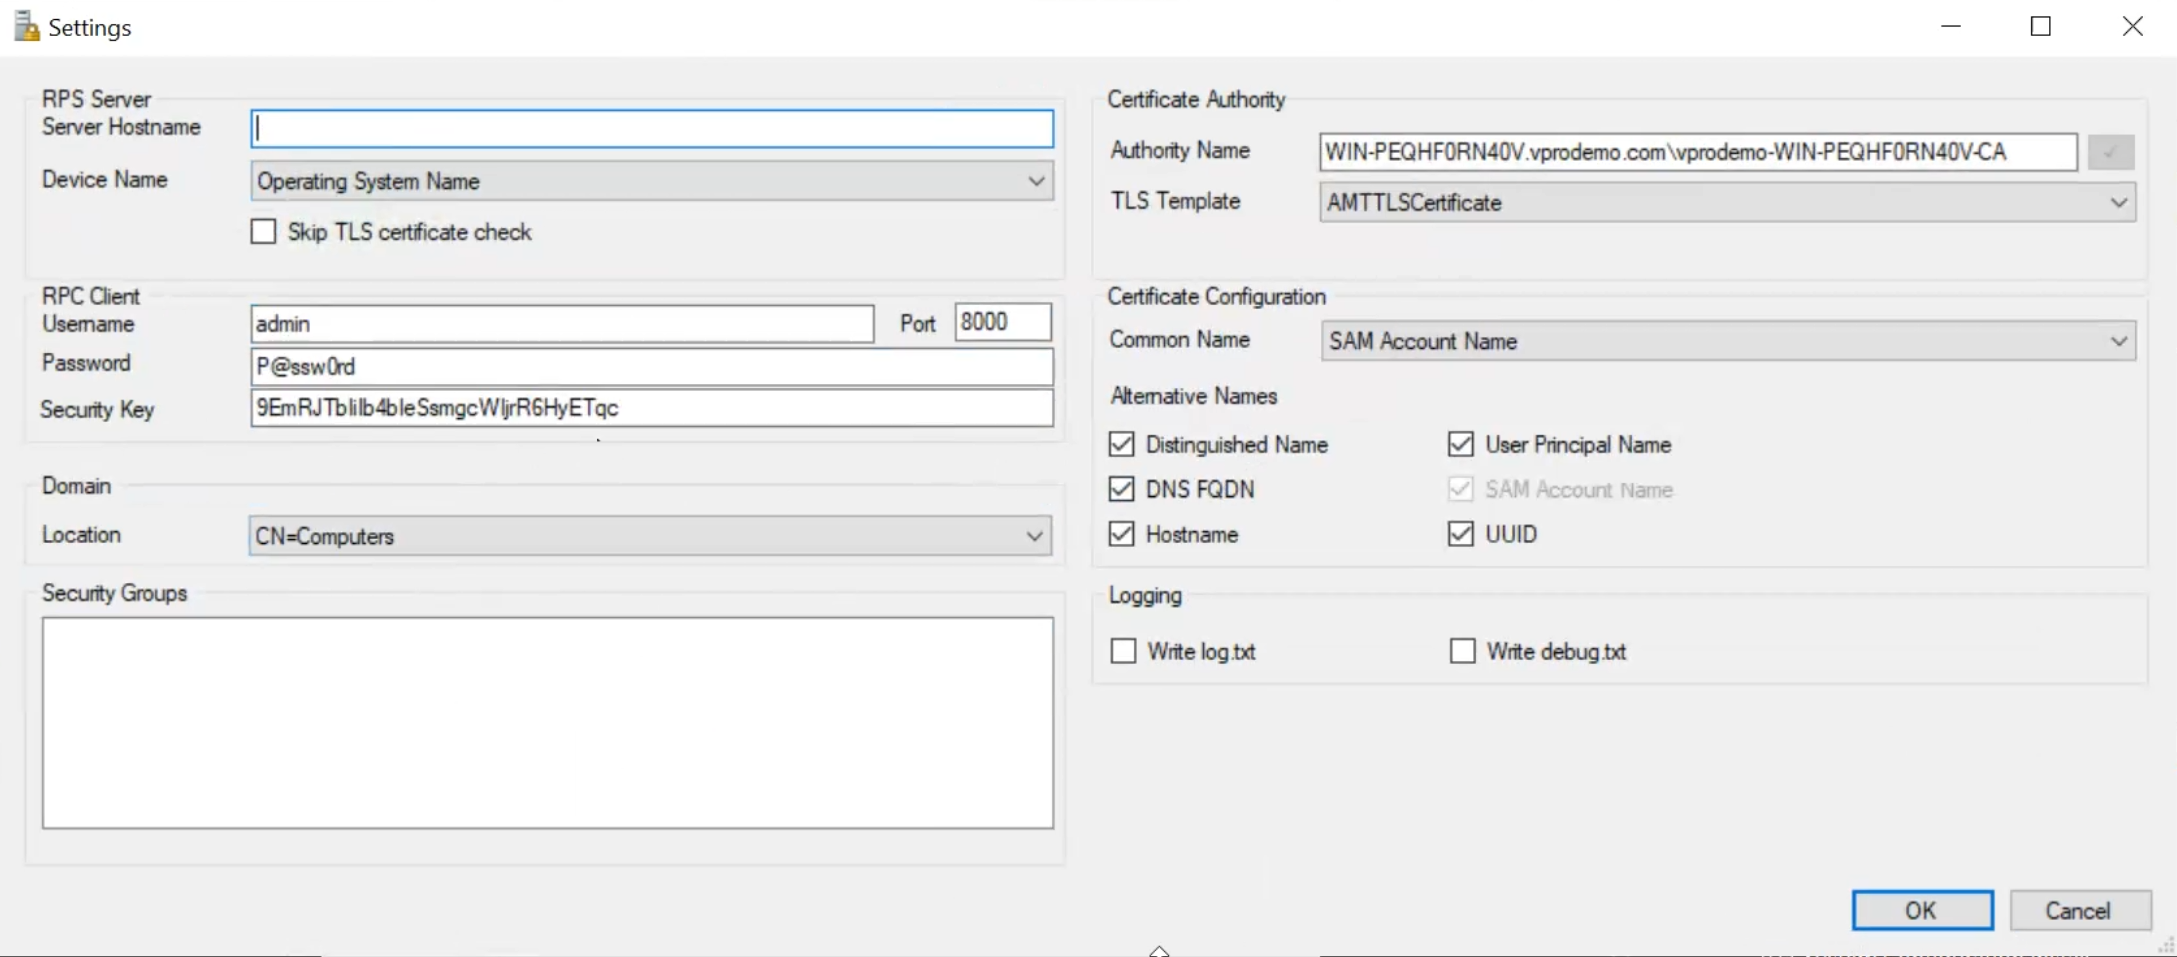 Settings
RPS Server
Server Hostname
Device Name
Operating System Name
Skip TLS certificate check
RPC Client
Username
admin
Port
8000
Password
P@ssw0rd
Security Key
Domain
Location
CN=Computers
Security Groups
Certificate Authority
Authority Name
WIN-PEQHF0RN40V.vprodemo.com\vprodemo-WIN-PEQHF0RN40V-CA
TLS Template
AMTTLSCertificate
Certificate Configuration
Common Name
SAM Account Name
Alternative Names
Distinguished Name
User Principal Name
DNS FQDN
SAM Account Name
Hostname
UUID
Logging
Write log.txt
Write debug.txt
OK
Cancel